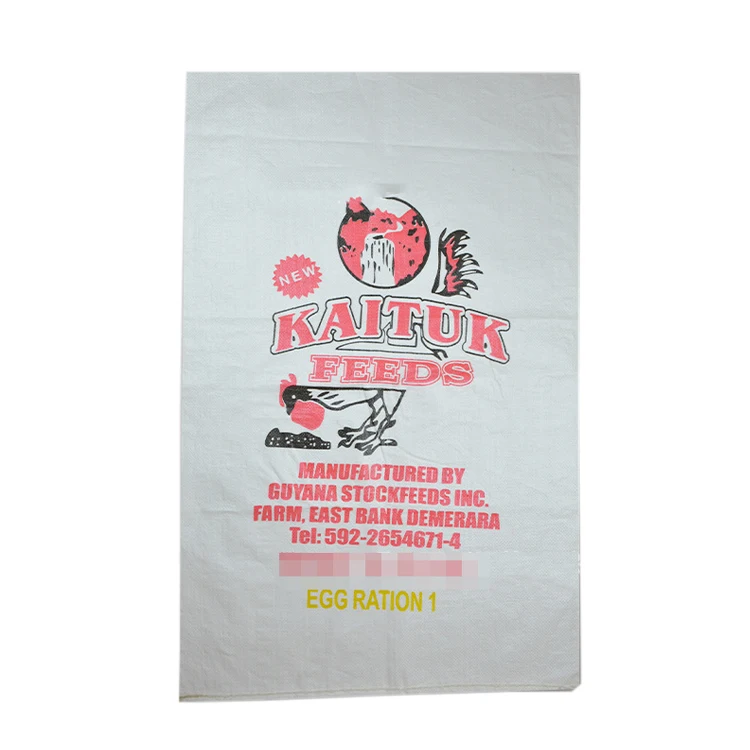 NEW
KAITUK
FEEDS
MANUFACTURED BY
GUYANA STOCKFEEDS INC.
FARM, EAST BANK DEMERARA
Tel: 592-2654671-4
EGG RATION 1